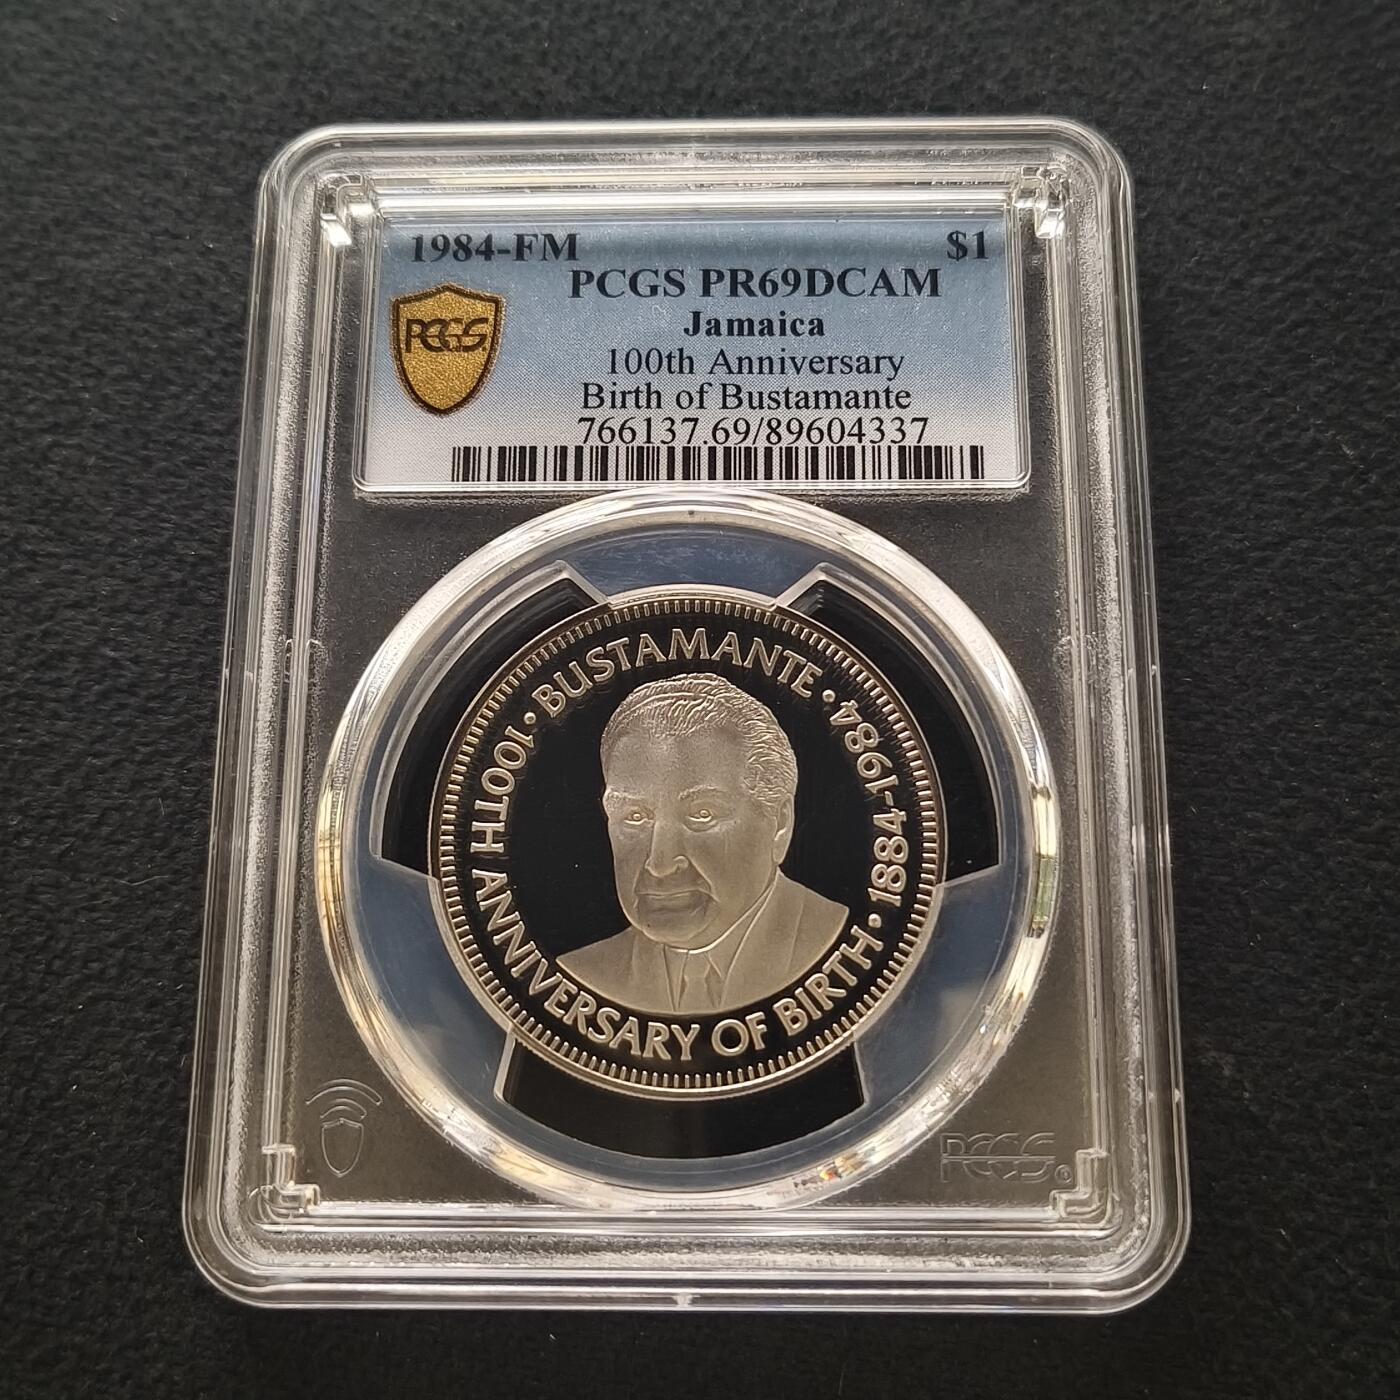 1984-FM $1
PCGS PR69DCAM
Jamaica
100th Anniversary
Birth of Bustamante
766137.69/89604337
PCGS
BUSTAMANTE • 1884-1984 •
100TH ANNIVERSARY OF BIRTH •
PCGS